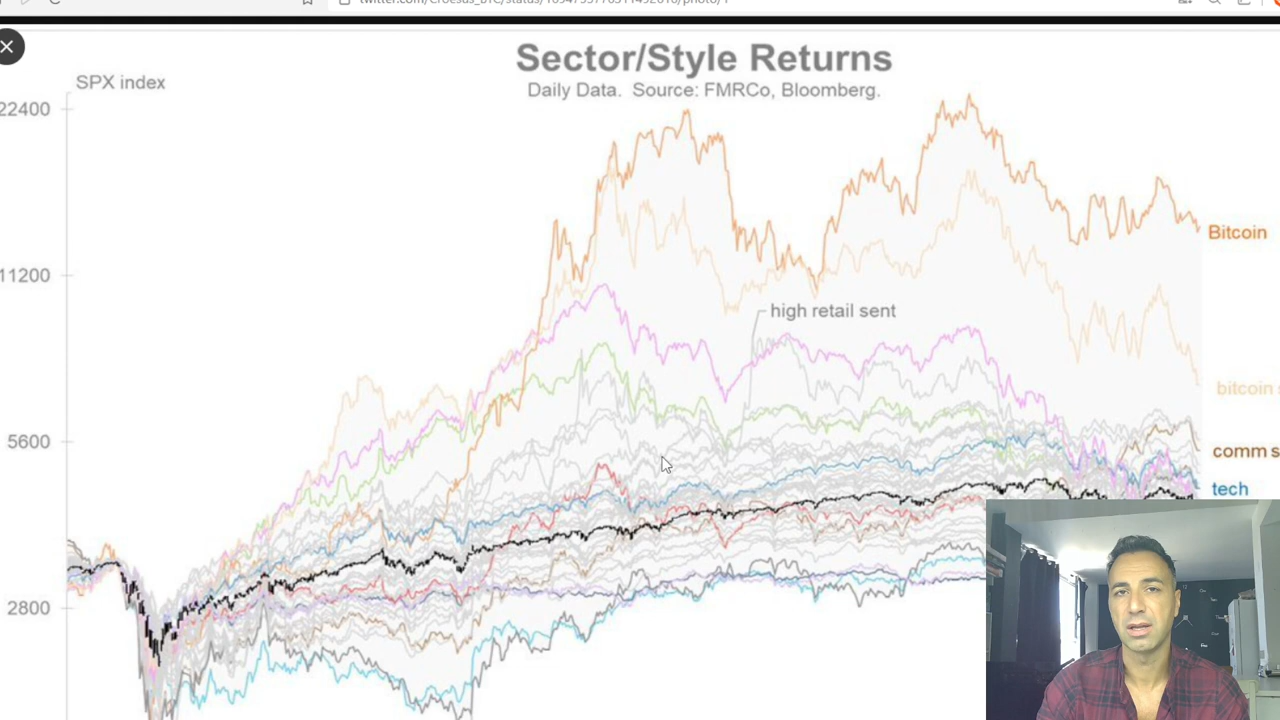 SPX index
Sector/Style Returns
Daily Data. Source: FMRCo, Bloomberg.
22400
11200
5600
2800
high retail sent
Bitcoin
bitcoin
comm s
tech